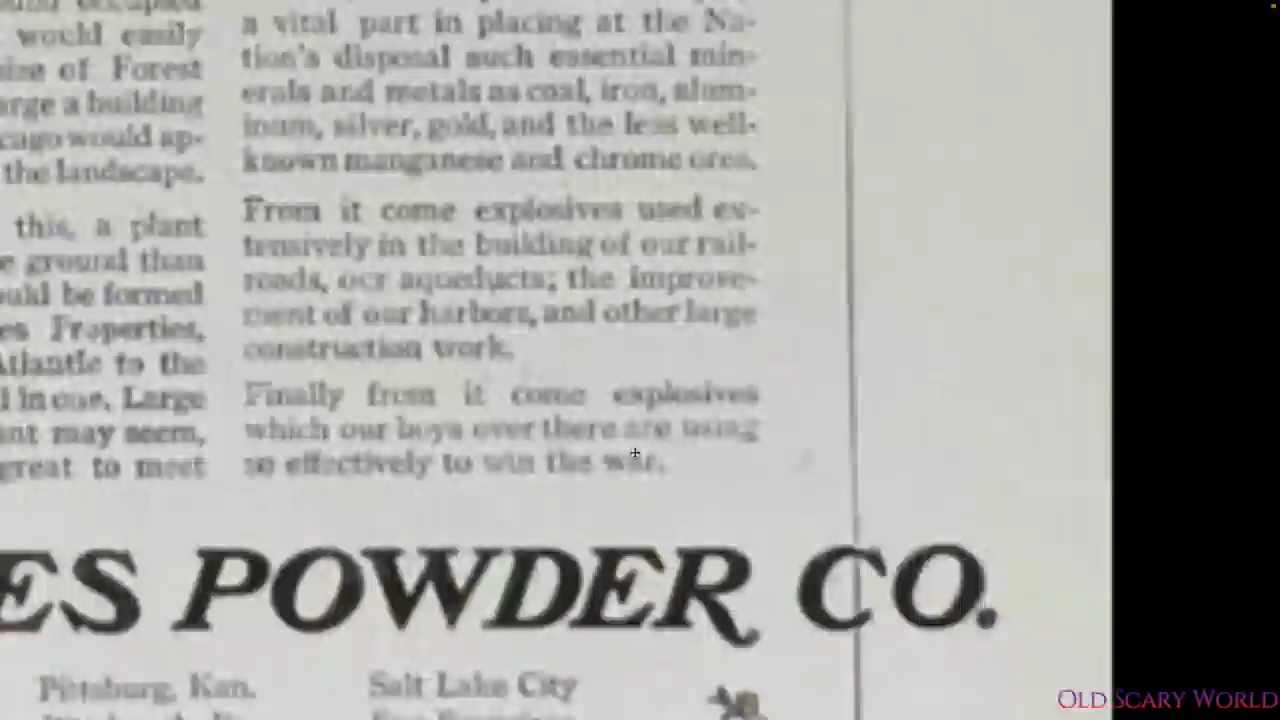 would easily
size of Forest
arge a building
cago would ap-
the landscape.
this, a plant
e ground than
ould be formed
es Properties,
Atlantic to the
l in one. Large
ant may seem,
great to meet
a vital part in placing at the Na-
tion's disposal such essential min-
erals and metals as coal, iron, alum-
inum, silver, gold, and the less well-
known manganese and chrome ores.
From it come explosives used ex-
tensively in the building of our rail-
roads, our aqueducts; the improve-
ment of our harbors, and other large
construction work.
Finally from it come explosives
which our boys over there are using
so effectively to win the war.
ES POWDER CO.
Pittsburg, Kan.
Salt Lake City
OLD SCARY WORLD